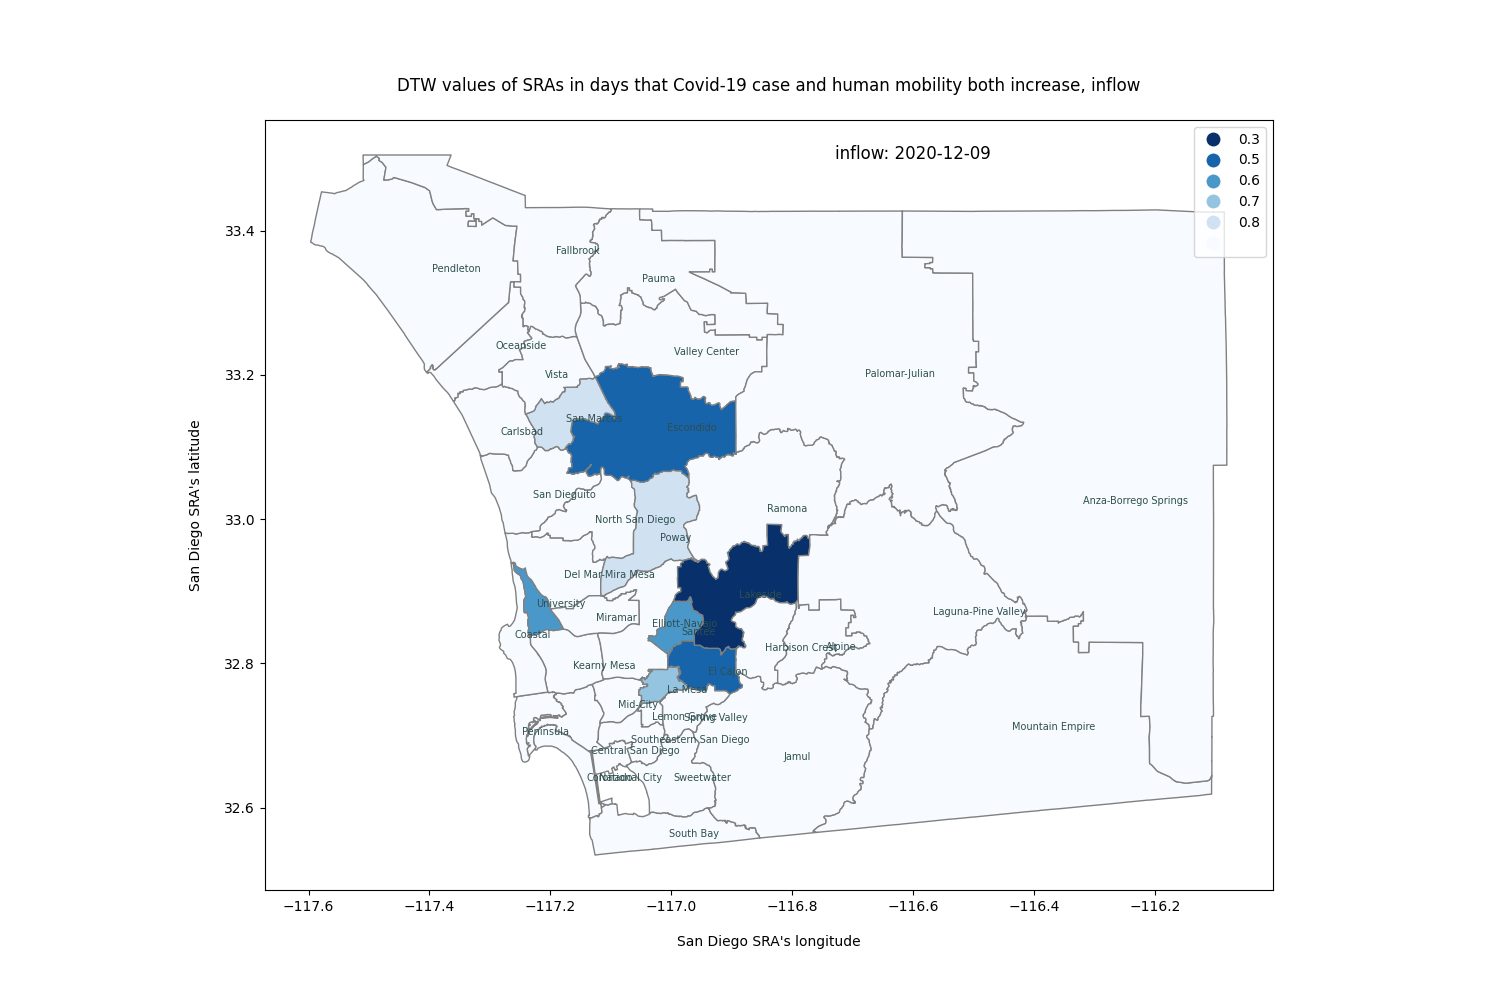 DTW values of SRAs in days that Covid-19 case and human mobility both increase, inflow
inflow: 2020-12-09
0.3
0.5
0.6
0.7
0.8
33.4
33.2
33.0
32.8
32.6
San Diego SRA's latitude
Fallbrook
Pendleton
Pauma
Oceanside
Valley Center
Vista
Palomar-Julian
San Marcos
Escondido
Carlsbad
San Dieguito
Anza-Borrego Springs
Ramona
North San Diego
Poway
Del Mar-Mira Mesa
Lakeside
University
Laguna-Pine Valley
Miramar
Elliott-Navajo
Santee
Coastal
Harbison Crest
Alpine
Kearny Mesa
El Cajon
La Mesa
Mid-City
Lemon Grove
Spring Valley
Mountain Empire
Peninsula
Southeastern San Diego
Central San Diego
Jamul
Coronado
National City
Sweetwater
South Bay
−117.6
−117.4
−117.2
−117.0
−116.8
−116.6
−116.4
−116.2
San Diego SRA's longitude